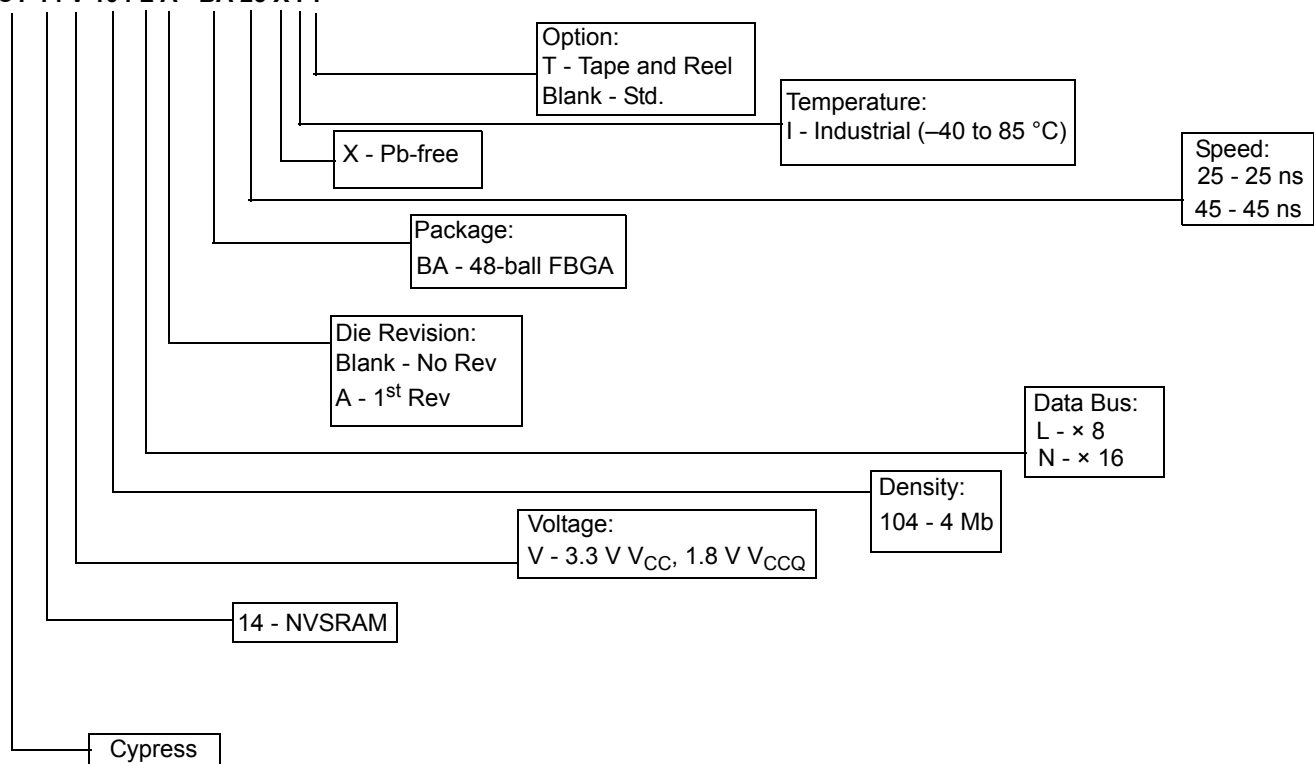 Option:
T - Tape and Reel
Blank - Std.
Temperature:
I - Industrial (–40 to 85 °C)
X - Pb-free
Speed:
25 - 25 ns
45 - 45 ns
Package:
BA - 48-ball FBGA
Die Revision:
Blank - No Rev
A - 1st Rev
Data Bus:
L - × 8
N - × 16
Density:
104 - 4 Mb
Voltage:
V - 3.3 V VCC, 1.8 V VCCQ
14 - NVSRAM
Cypress